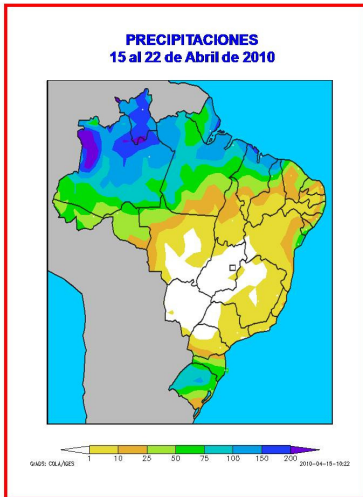 PRECIPITACIONES
15 al 22 de Abril de 2010
1 10 25 50 75 100 150 200
GrADS: COLA/IGES
2010-04-15-10:22